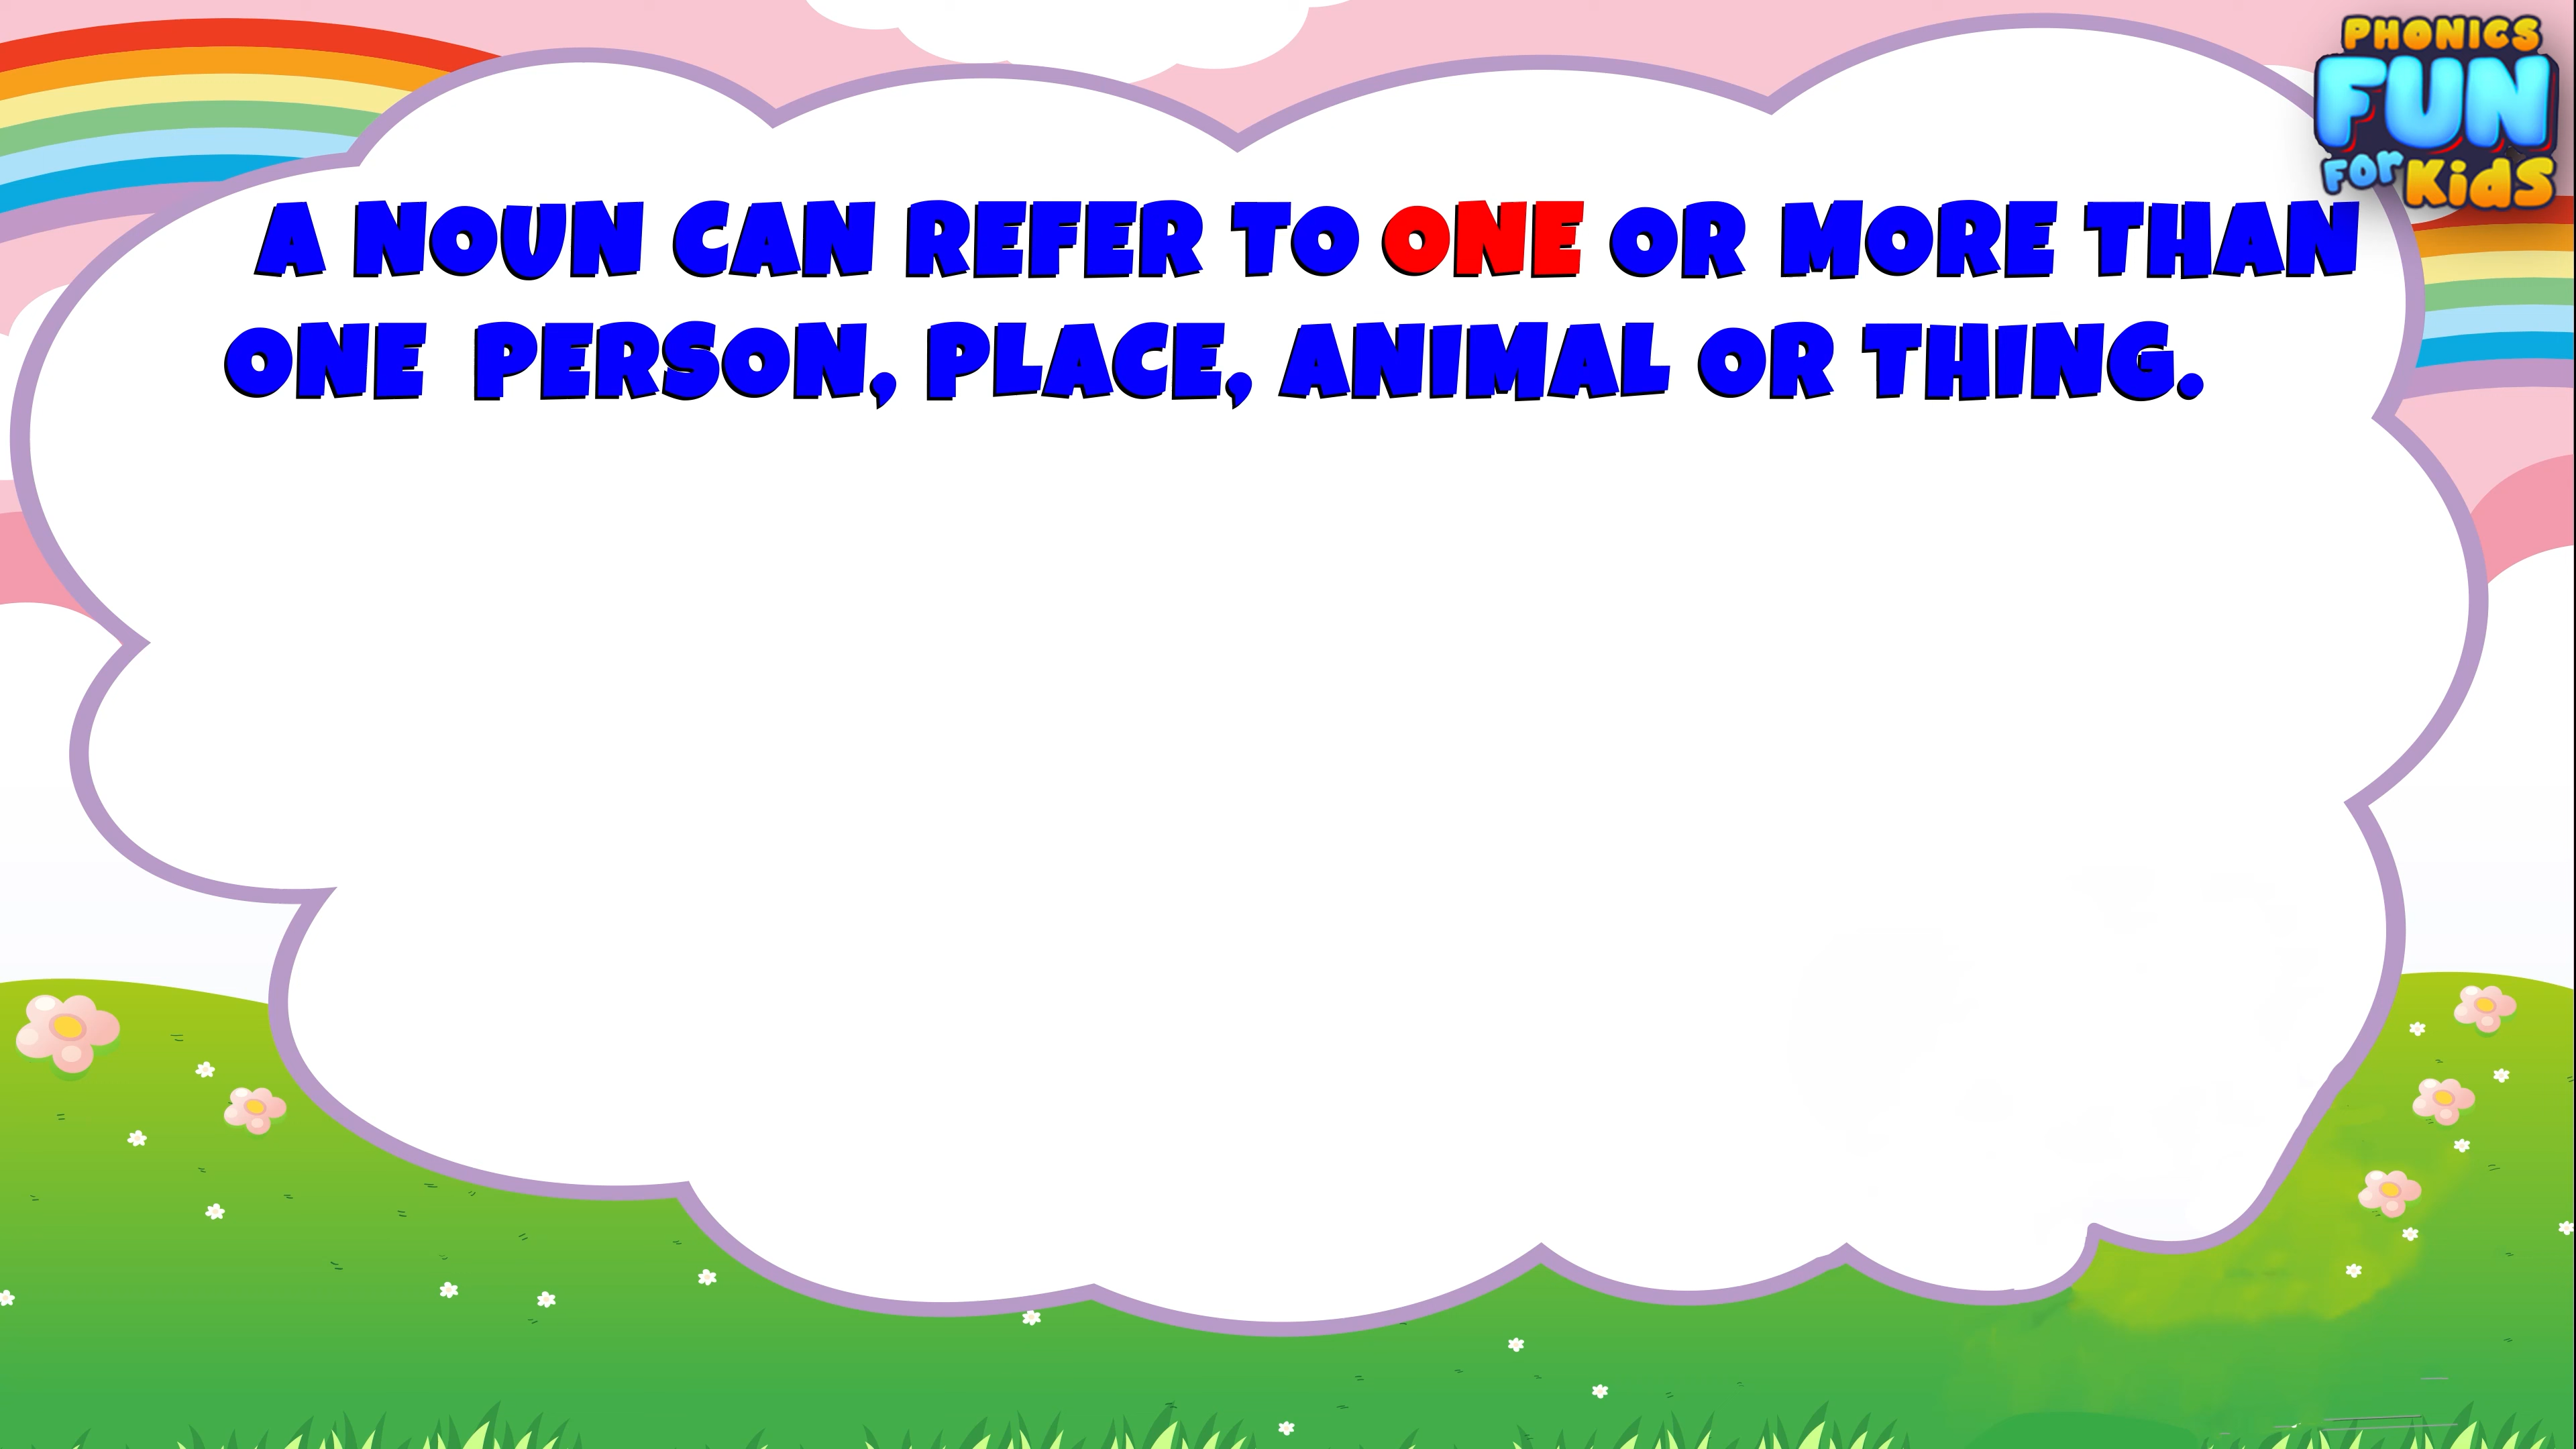 PHONICS
FUN
FOR KIDS
A NOUN CAN REFER TO ONE OR MORE THAN
ONE PERSON, PLACE, ANIMAL OR THING.